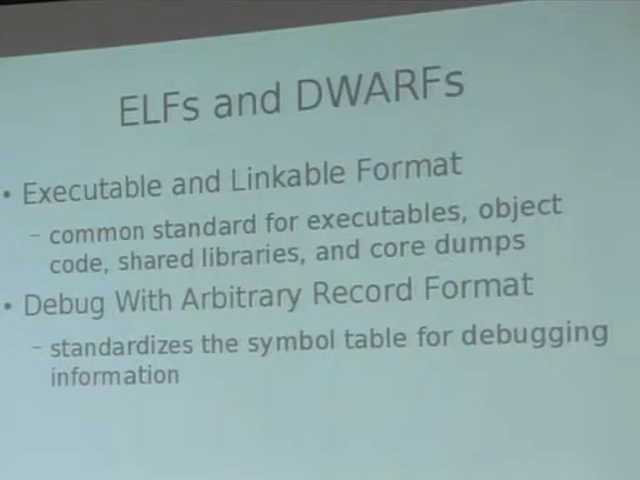 ELFs and DWARFs
• Executable and Linkable Format
– common standard for executables, object
code, shared libraries, and core dumps
• Debug With Arbitrary Record Format
– standardizes the symbol table for debugging
information